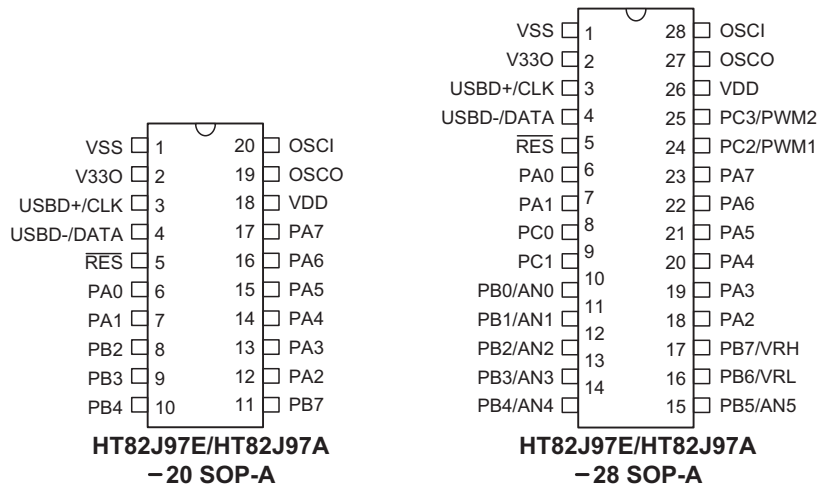 VSS 1 20 OSCI
V33O 2 19 OSCO
USBD+/CLK 3 18 VDD
USBD-/DATA 4 17 PA7
RES 5 16 PA6
PA0 6 15 PA5
PA1 7 14 PA4
PB2 8 13 PA3
PB3 9 12 PA2
PB4 10 11 PB7
HT82J97E/HT82J97A
–20 SOP-A
VSS 1 28 OSCI
V33O 2 27 OSCO
USBD+/CLK 3 26 VDD
USBD-/DATA 4 25 PC3/PWM2
RES 5 24 PC2/PWM1
PA0 6 23 PA7
PA1 7 22 PA6
PC0 8 21 PA5
PC1 9 20 PA4
PB0/AN0 10 19 PA3
PB1/AN1 11 18 PA2
PB2/AN2 12 17 PB7/VRH
PB3/AN3 13 16 PB6/VRL
PB4/AN4 14 15 PB5/AN5
HT82J97E/HT82J97A
–28 SOP-A